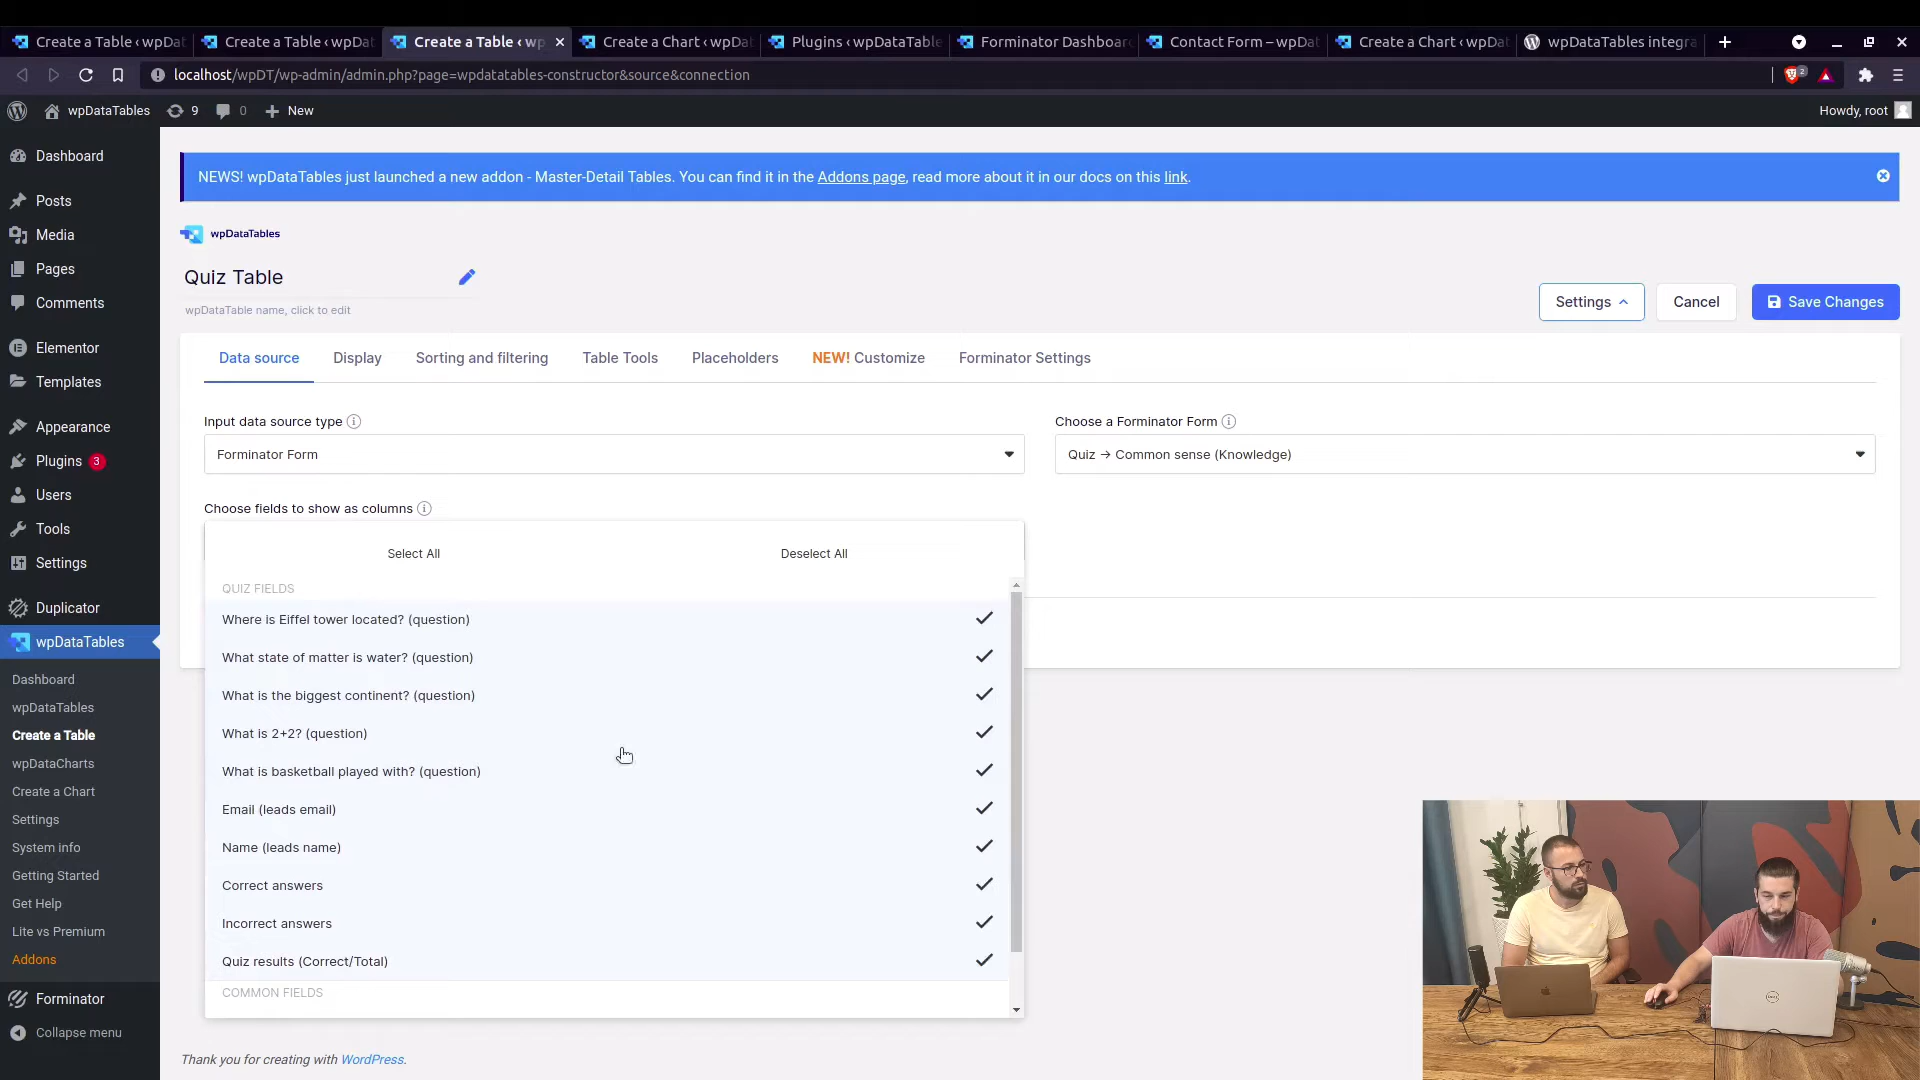 Create a Table ‹ wpDat
Create a Table ‹ wpDat
Create a Table ‹ wp
Create a Chart ‹ wpDat
Plugins ‹ wpDataTable
Forminator Dashboard
Contact Form – wpDat
Create a Chart ‹ wpDat
wpDataTables integra
localhost/wpDT/wp-admin/admin.php?page=wpdatatables-constructor&source&connection
2
wpDataTables
9
0
New
Howdy, root
Dashboard
Posts
Media
Pages
Comments
Elementor
Templates
Appearance
Plugins 3
Users
Tools
Settings
Duplicator
wpDataTables
Dashboard
wpDataTables
Create a Table
wpDataCharts
Create a Chart
Settings
System info
Getting Started
Get Help
Lite vs Premium
Addons
Forminator
Collapse menu
NEWS! wpDataTables just launched a new addon - Master-Detail Tables. You can find it in the Addons page, read more about it in our docs on this link.
wpDataTables
Quiz Table
wpDataTable name, click to edit
Settings
Cancel
Save Changes
Data source
Display
Sorting and filtering
Table Tools
Placeholders
NEW! Customize
Forminator Settings
Input data source type
Forminator Form
Choose a Forminator Form
Quiz → Common sense (Knowledge)
Choose fields to show as columns
Select All
Deselect All
QUIZ FIELDS
Where is Eiffel tower located? (question)
What state of matter is water? (question)
What is the biggest continent? (question)
What is 2+2? (question)
What is basketball played with? (question)
Email (leads email)
Name (leads name)
Correct answers
Incorrect answers
Quiz results (Correct/Total)
COMMON FIELDS
Thank you for creating with WordPress.